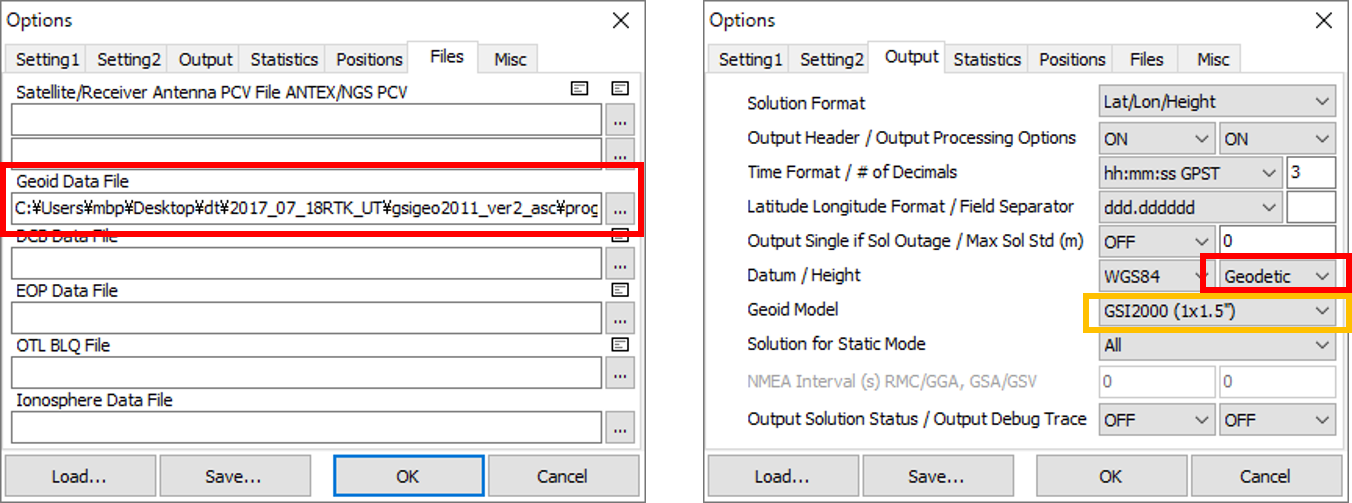 Options
Setting1 Setting2 Output Statistics Positions Files Misc
Satellite/Receiver Antenna PCV File ANTEX/NGS PCV
...
...
Geoid Data File
C:¥Users¥mbp¥Desktop¥dt¥2017_07_18RTK_UT¥gsigeo2011_ver2_asc¥prog ...
DCB Data File
...
EOP Data File
...
OTL BLQ File
...
Ionosphere Data File
...
Load... Save... OK Cancel
Options
Setting1 Setting2 Output Statistics Positions Files Misc
Solution Format Lat/Lon/Height
Output Header / Output Processing Options ON ON
Time Format / # of Decimals hh:mm:ss GPST 3
Latitude Longitude Format / Field Separator ddd.dddddd
Output Single if Sol Outage / Max Sol Std (m) OFF 0
Datum / Height WGS84 Geodetic
Geoid Model GSI2000 (1x1.5")
Solution for Static Mode All
NMEA Interval (s) RMC/GGA, GSA/GSV 0 0
Output Solution Status / Output Debug Trace OFF OFF
Load... Save... OK Cancel